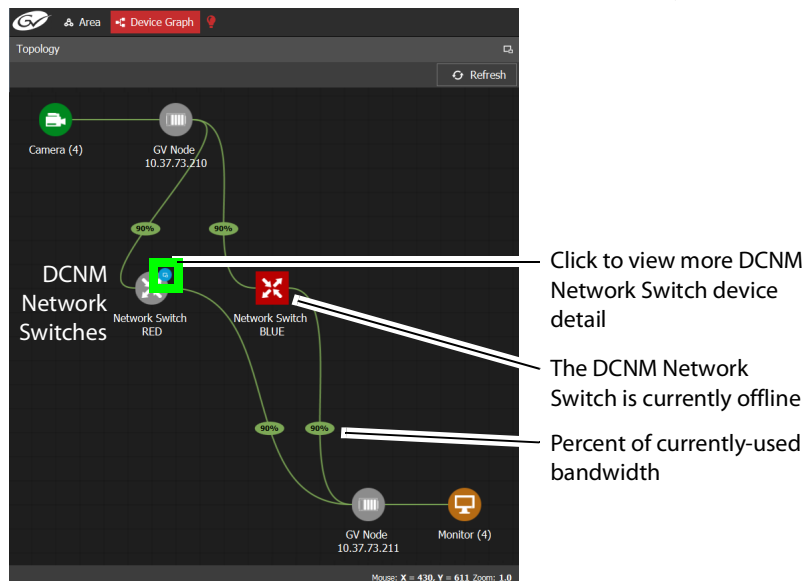 GV
Area
Device Graph
Topology
Refresh
Camera (4)
GV Node
10.37.73.210
90%
90%
DCNM
Network
Switches
Network Switch
RED
Network Switch
BLUE
Click to view more DCNM
Network Switch device
detail
The DCNM Network
Switch is currently offline
90%
90%
Percent of currently-used
bandwidth
GV Node
10.37.73.211
Monitor (4)
Mouse: X = 430, Y = 611 Zoom: 1.0